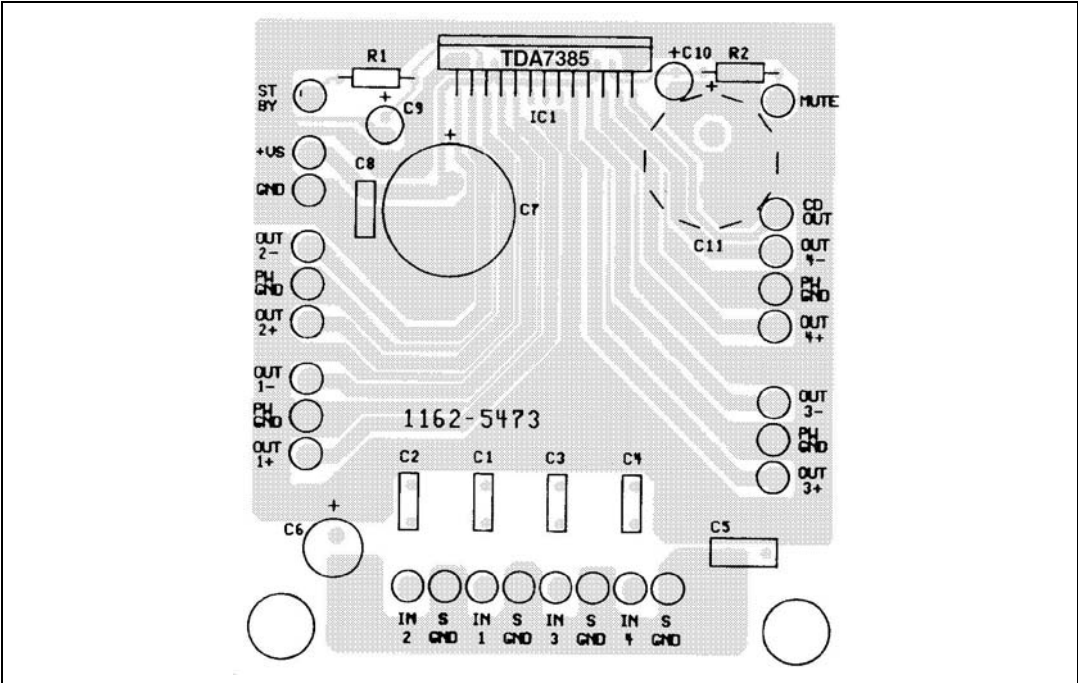 TDA7385
IC1
R1
+
C9
+C10
R2
+
MUTE
ST
BY
+VS
GND
C8
+
C7
C11
CD
OUT
OUT
2-
PW
GND
OUT
2+
OUT
4-
PW
GND
OUT
4+
OUT
1-
PW
GND
OUT
1+
OUT
3-
PW
GND
OUT
3+
1162-5473
C2
C1
C3
C4
+
C6
C5
IN
2
S
GND
IN
1
S
GND
IN
3
S
GND
IN
4
S
GND